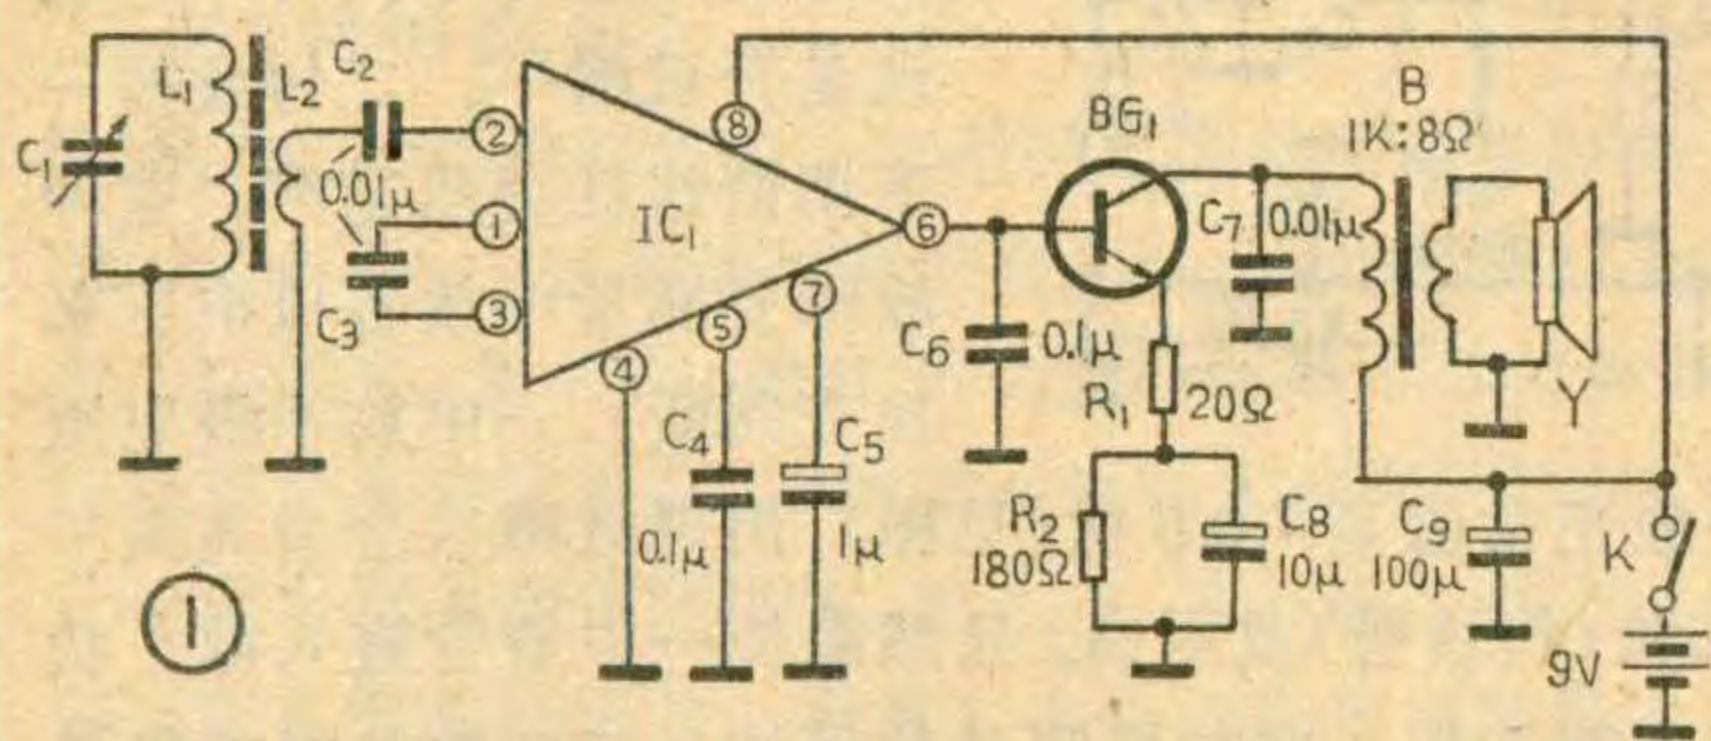 C₁
L₁
L₂
C₂
0.01μ
C₃
②
①
③
IC₁
⑧
⑥
⑦
⑤
④
C₄
0.1μ
C₅
1μ
C₆
0.1μ
BG₁
R₁
20Ω
R₂
180Ω
C₈
10μ
C₇
0.01μ
B
1K:8Ω
Y
C₉
100μ
K
9V
①